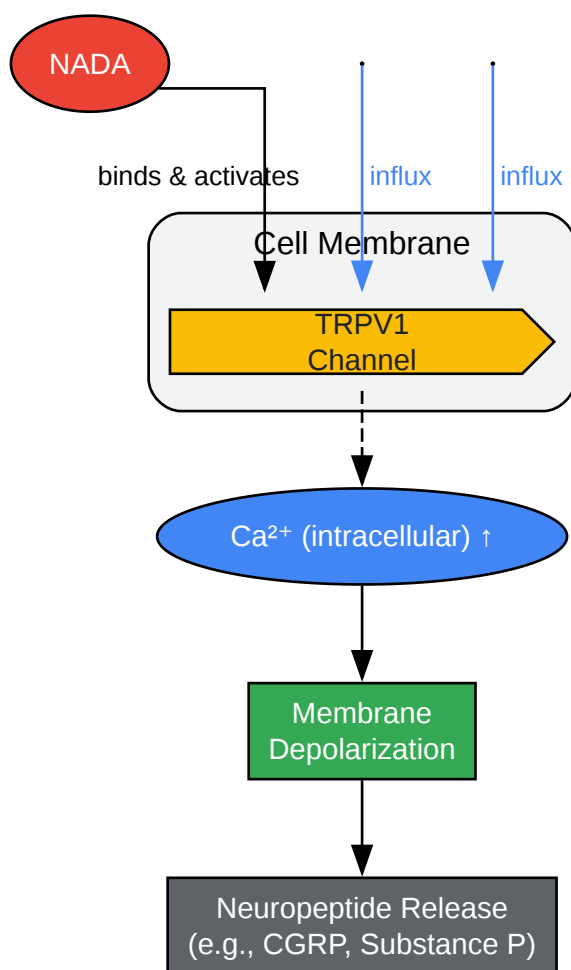 NADA
binds & activates
influx
influx
Cell Membrane
TRPV1
Channel
Ca²⁺ (intracellular) ↑
Membrane
Depolarization
Neuropeptide Release
(e.g., CGRP, Substance P)